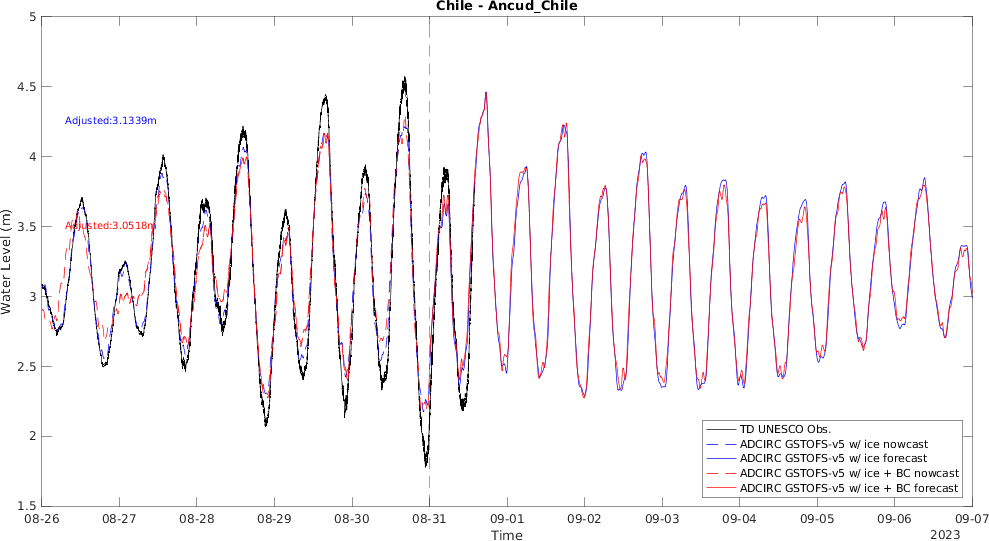 Chile - Ancud_Chile
Water Level (m)
5
4.5
4
3.5
3
2.5
2
1.5
Adjusted:3.1339m
Adjusted:3.0518m
TD UNESCO Obs.
ADCIRC GSTOFS-v5 w/ ice nowcast
ADCIRC GSTOFS-v5 w/ ice forecast
ADCIRC GSTOFS-v5 w/ ice + BC nowcast
ADCIRC GSTOFS-v5 w/ ice + BC forecast
08-26 08-27 08-28 08-29 08-30 08-31 09-01 09-02 09-03 09-04 09-05 09-06 09-07
Time
2023